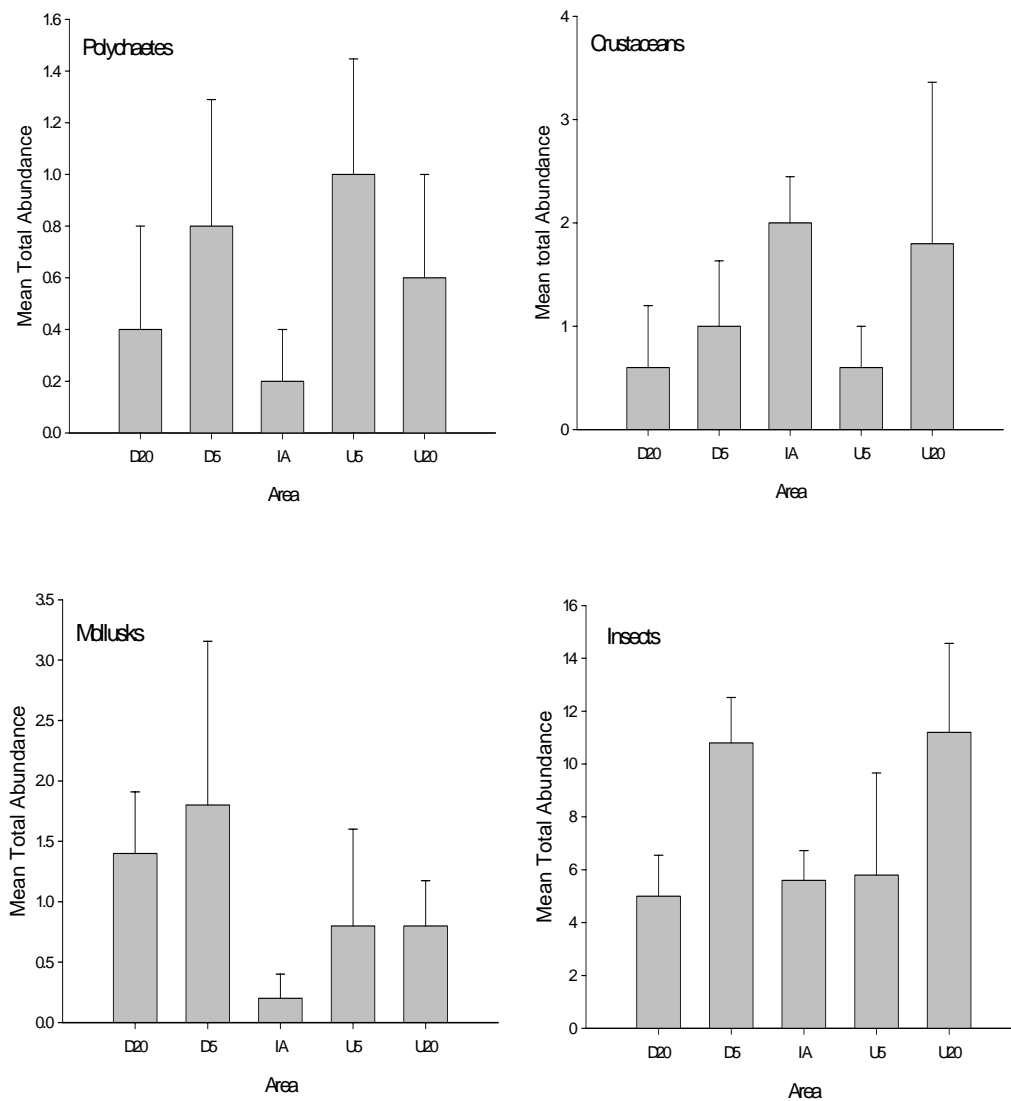 Polychaetes
Mean Total Abundance
1.6
1.4
1.2
1.0
0.8
0.6
0.4
0.2
0.0
D20 D5 IA U5 U20
Area
Crustaceans
Mean total Abundance
4
3
2
1
0
D20 D5 IA U5 U20
Area
Mollusks
Mean Total Abundance
3.5
3.0
2.5
2.0
1.5
1.0
0.5
0.0
D20 D5 IA U5 U20
Area
Insects
Mean Total Abundance
16
14
12
10
8
6
4
2
0
D20 D5 IA U5 U20
Area